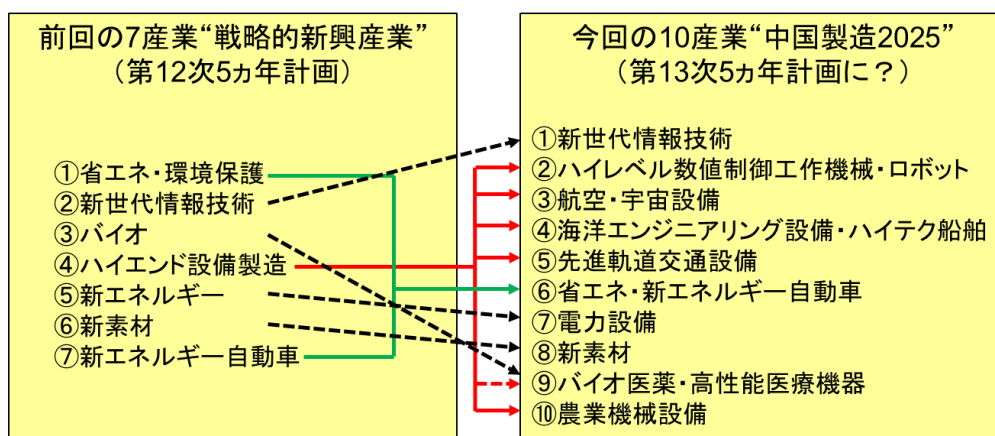 前回の7産業“戦略的新興産業”
（第12次5ヵ年計画）
①省エネ・環境保護
②新世代情報技術
③バイオ
④ハイエンド設備製造
⑤新エネルギー
⑥新素材
⑦新エネルギー自動車
今回の10産業“中国製造2025”
（第13次5ヵ年計画に？）
①新世代情報技術
②ハイレベル数値制御工作機械・ロボット
③航空・宇宙設備
④海洋エンジニアリング設備・ハイテク船舶
⑤先進軌道交通設備
⑥省エネ・新エネルギー自動車
⑦電力設備
⑧新素材
⑨バイオ医薬・高性能医療機器
⑩農業機械設備